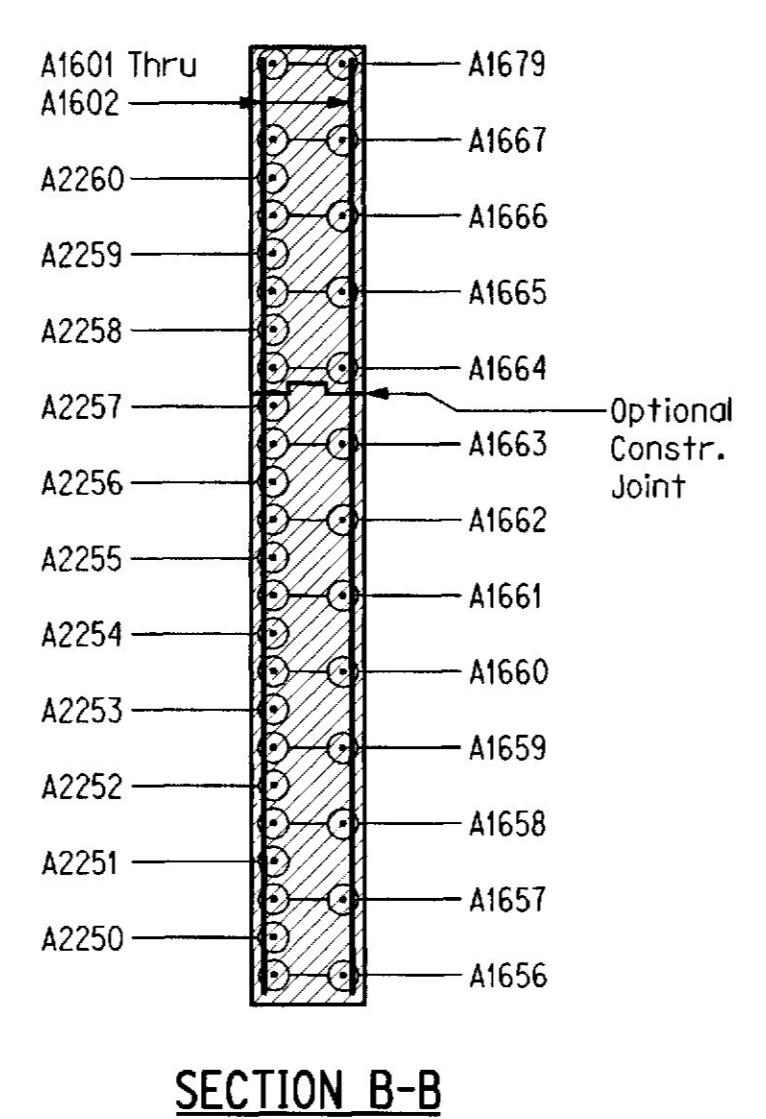 A1601 Thru
A1602
A2260
A2259
A2258
A2257
A2256
A2255
A2254
A2253
A2252
A2251
A2250
A1679
A1667
A1666
A1665
A1664
A1663
A1662
A1661
A1660
A1659
A1658
A1657
A1656
Optional
Constr.
Joint
SECTION B-B